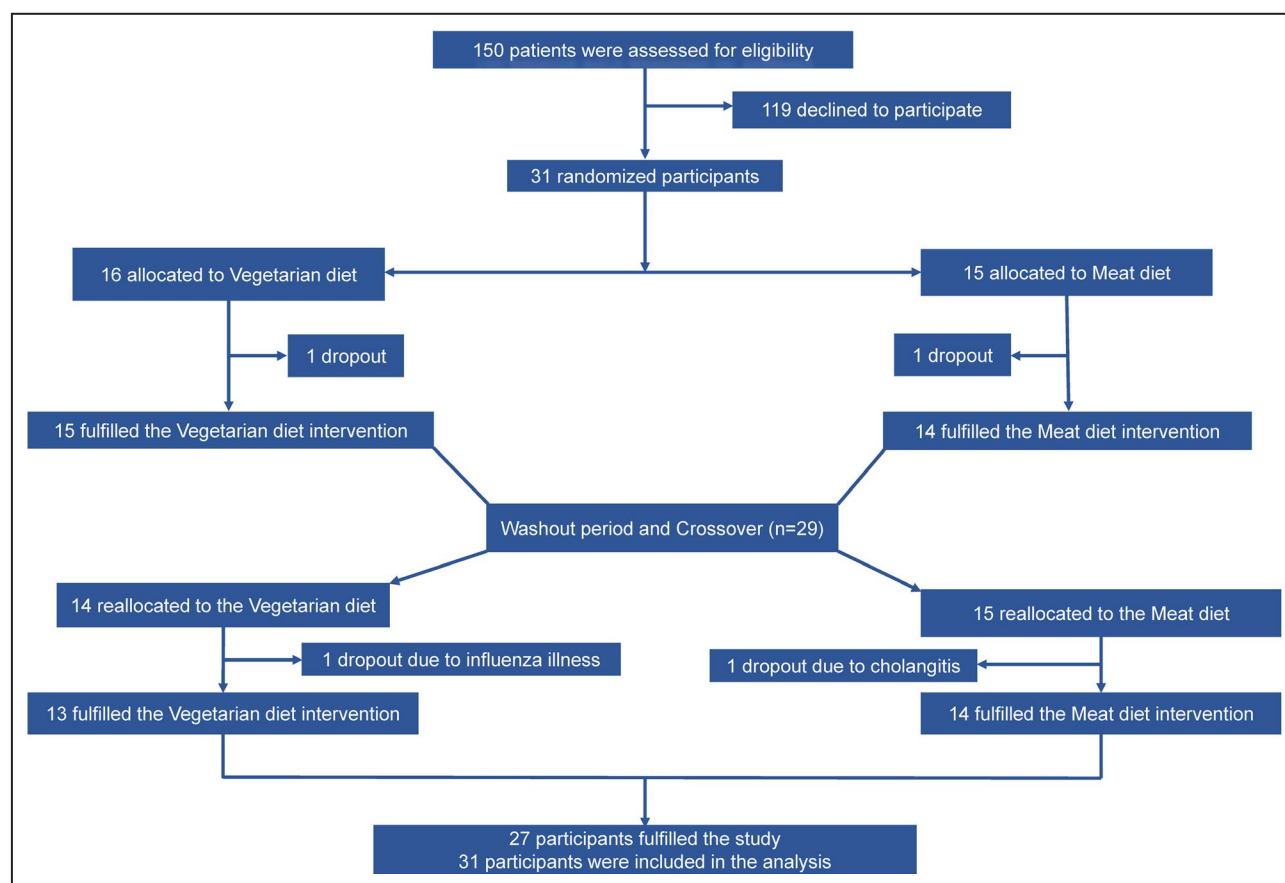 150 patients were assessed for eligibility
119 declined to participate
31 randomized participants
16 allocated to Vegetarian diet
15 allocated to Meat diet
1 dropout
1 dropout
15 fulfilled the Vegetarian diet intervention
14 fulfilled the Meat diet intervention
Washout period and Crossover (n=29)
14 reallocated to the Vegetarian diet
15 reallocated to the Meat diet
1 dropout due to influenza illness
1 dropout due to cholangitis
13 fulfilled the Vegetarian diet intervention
14 fulfilled the Meat diet intervention
27 participants fulfilled the study
31 participants were included in the analysis